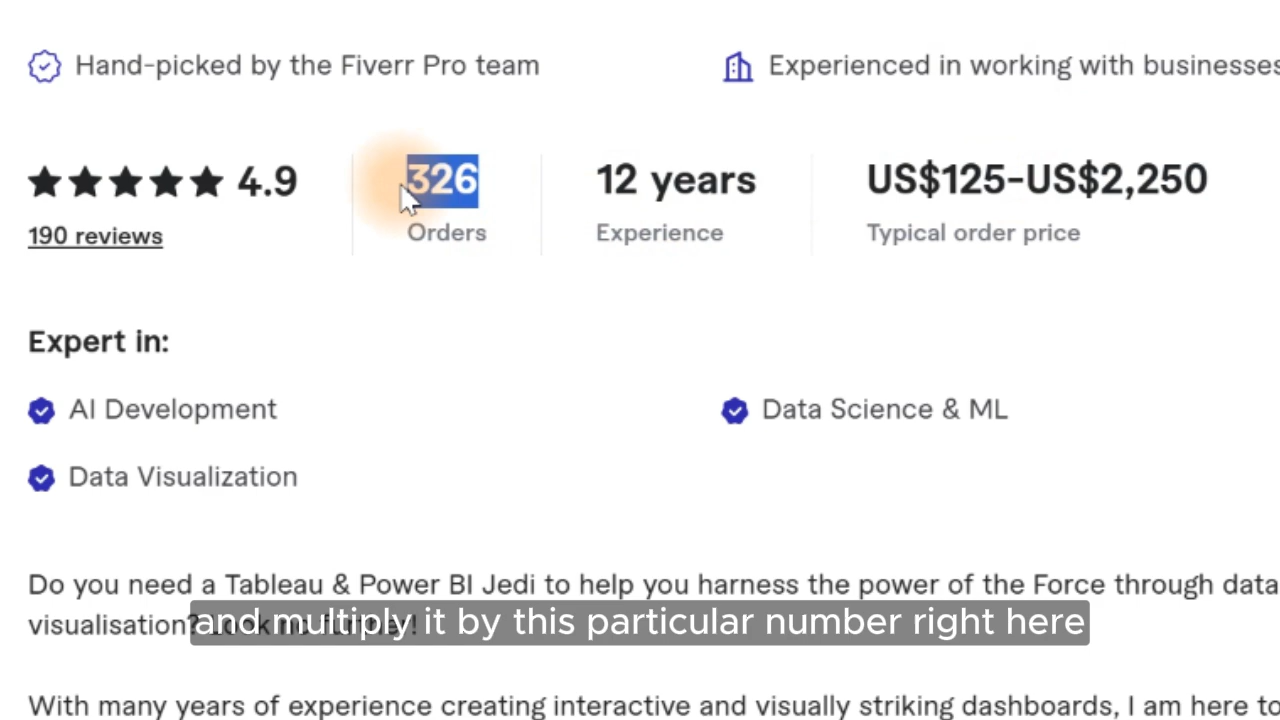 Hand-picked by the Fiverr Pro team
Experienced in working with businesses
4.9
326
12 years
US$125-US$2,250
190 reviews
Orders
Experience
Typical order price
Expert in:
AI Development
Data Science & ML
Data Visualization
Do you need a Tableau & Power BI Jedi to help you harness the power of the Force through data
visualisation?
and multiply it by this particular number right here
With many years of experience creating interactive and visually striking dashboards, I am here to